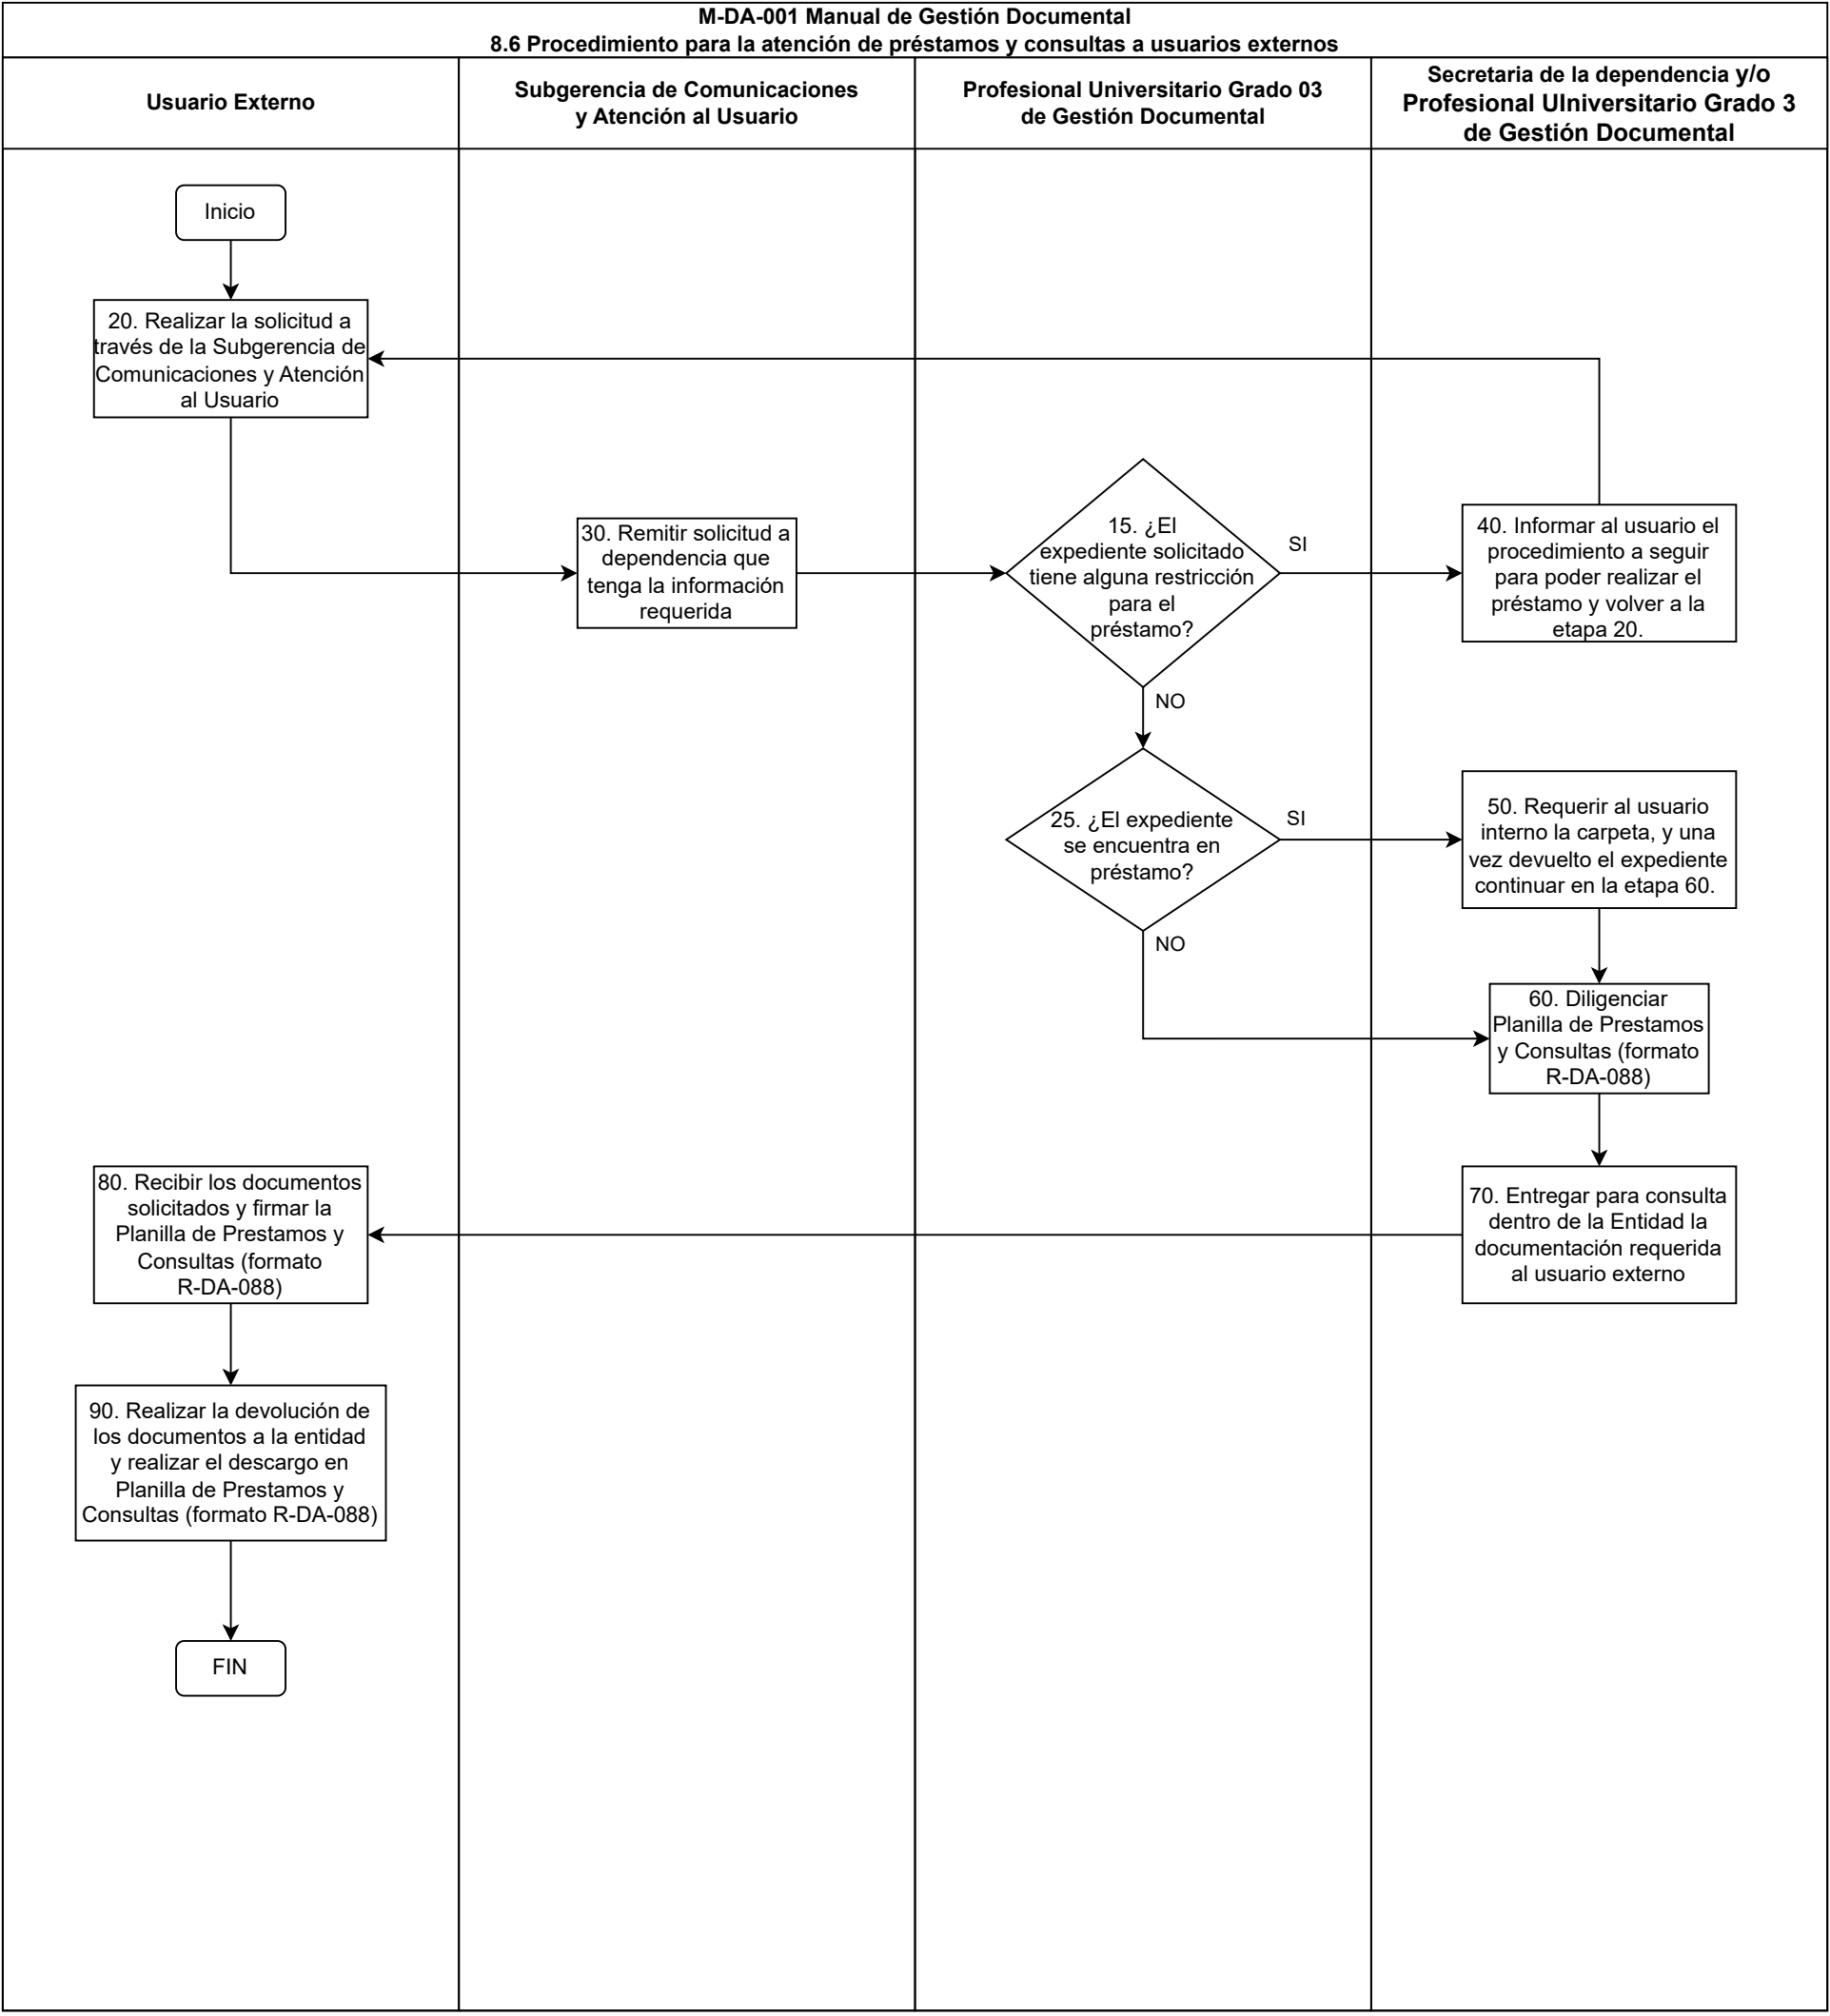 M-DA-001 Manual de Gestión Documental
8.6 Procedimiento para la atención de préstamos y consultas a usuarios externos
Usuario Externo
Subgerencia de Comunicaciones
y Atención al Usuario
Profesional Universitario Grado 03
de Gestión Documental
Secretaria de la dependencia y/o
Profesional UIniversitario Grado 3
de Gestión Documental
Inicio
20. Realizar la solicitud a
través de la Subgerencia de
Comunicaciones y Atención
al Usuario
30. Remitir solicitud a
dependencia que
tenga la información
requerida
15. ¿El
expediente solicitado
tiene alguna restricción
para el
préstamo?
SI
40. Informar al usuario el
procedimiento a seguir
para poder realizar el
préstamo y volver a la
etapa 20.
NO
25. ¿El expediente
se encuentra en
préstamo?
SI
50. Requerir al usuario
interno la carpeta, y una
vez devuelto el expediente
continuar en la etapa 60.
NO
60. Diligenciar
Planilla de Prestamos
y Consultas (formato
R-DA-088)
70. Entregar para consulta
dentro de la Entidad la
documentación requerida
al usuario externo
80. Recibir los documentos
solicitados y firmar la
Planilla de Prestamos y
Consultas (formato
R-DA-088)
90. Realizar la devolución de
los documentos a la entidad
y realizar el descargo en
Planilla de Prestamos y
Consultas (formato R-DA-088)
FIN